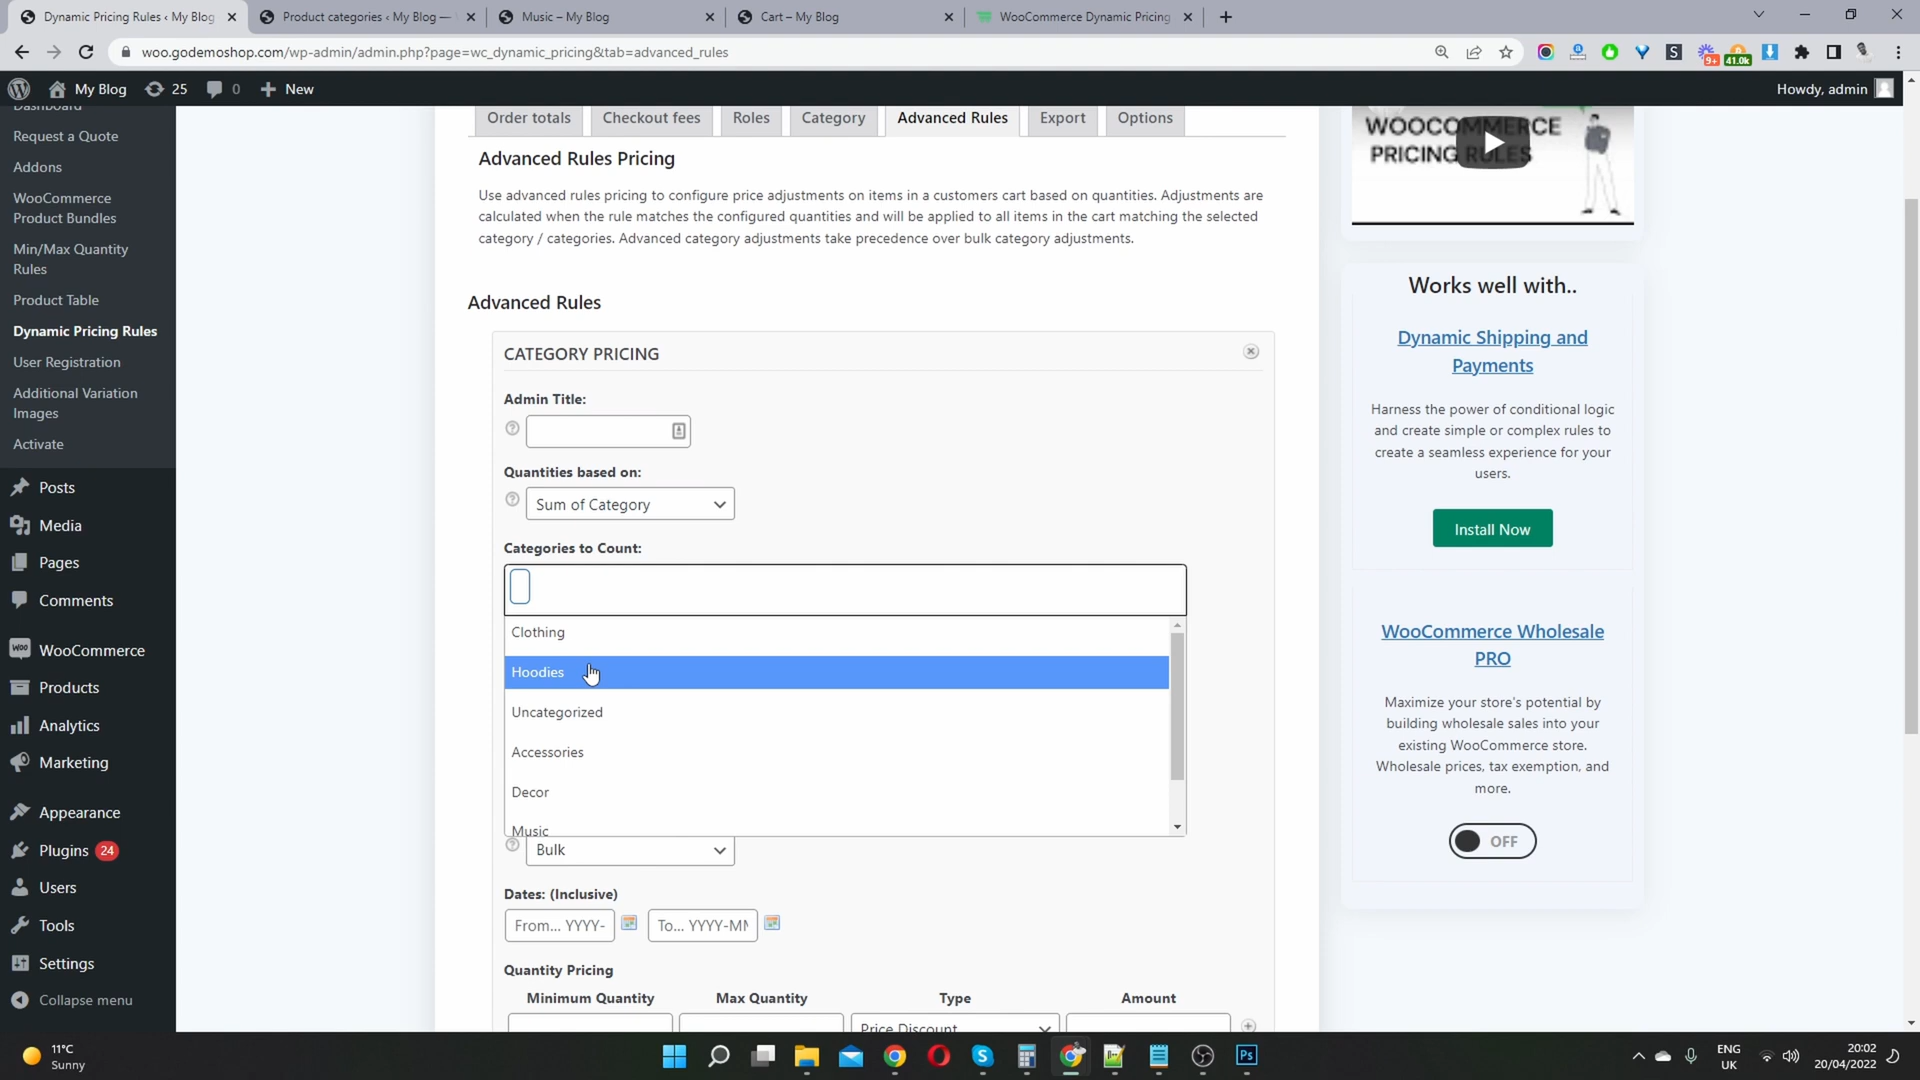 Dynamic Pricing Rules ‹ My Blog
Product categories ‹ My Blog —
Music – My Blog
Cart – My Blog
WooCommerce Dynamic Pricing
woo.godemoshop.com/wp-admin/admin.php?page=wc_dynamic_pricing&tab=advanced_rules
9+
41.0k
My Blog
25
0
New
Howdy, admin
Dashboard
Request a Quote
Addons
WooCommerce
Product Bundles
Min/Max Quantity
Rules
Product Table
Dynamic Pricing Rules
User Registration
Additional Variation
Images
Activate
Posts
Media
Pages
Comments
WooCommerce
Products
Analytics
Marketing
Appearance
Plugins 24
Users
Tools
Settings
Collapse menu
Order totals
Checkout fees
Roles
Category
Advanced Rules
Export
Options
Advanced Rules Pricing
Use advanced rules pricing to configure price adjustments on items in a customers cart based on quantities. Adjustments are
calculated when the rule matches the configured quantities and will be applied to all items in the cart matching the selected
category / categories. Advanced category adjustments take precedence over bulk category adjustments.
Advanced Rules
CATEGORY PRICING
Admin Title:
Quantities based on:
Sum of Category
Categories to Count:
Clothing
Hoodies
Uncategorized
Accessories
Decor
Music
Bulk
Dates: (Inclusive)
From... YYYY-
To... YYYY-MM
Quantity Pricing
Minimum Quantity
Max Quantity
Type
Amount
Price Discount
WOOCOMMERCE
PRICING RULES
Works well with..
Dynamic Shipping and
Payments
Harness the power of conditional logic
and create simple or complex rules to
create a seamless experience for your
users.
Install Now
WooCommerce Wholesale
PRO
Maximize your store's potential by
building wholesale sales into your
existing WooCommerce store.
Wholesale prices, tax exemption, and
more.
OFF
11°C
Sunny
Ps
ENG
UK
20:02
20/04/2022